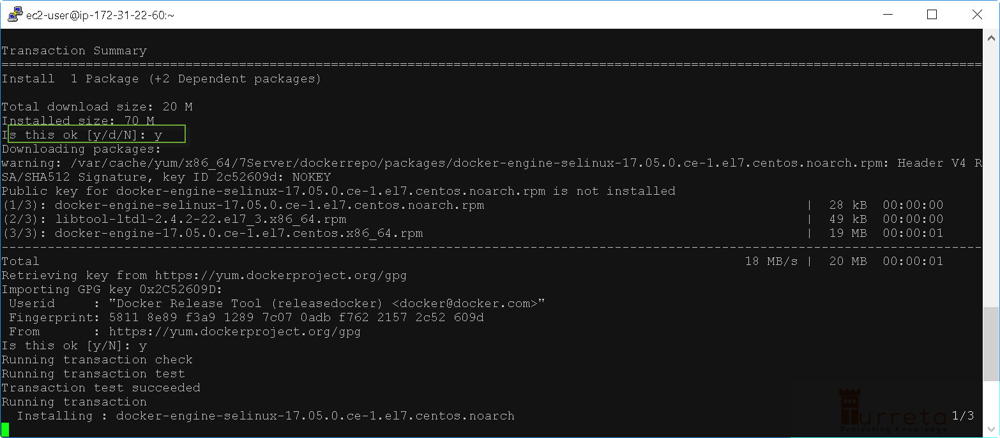 ec2-user@ip-172-31-22-60:~
Transaction Summary
================================================================================================================================
Install  1 Package (+2 Dependent packages)
Total download size: 20 M
Installed size: 70 M
Is this ok [y/d/N]: y
Downloading packages:
warning: /var/cache/yum/x86_64/7Server/dockerrepo/packages/docker-engine-selinux-17.05.0.ce-1.el7.centos.noarch.rpm: Header V4 R
SA/SHA512 Signature, key ID 2c52609d: NOKEY
Public key for docker-engine-selinux-17.05.0.ce-1.el7.centos.noarch.rpm is not installed
(1/3): docker-engine-selinux-17.05.0.ce-1.el7.centos.noarch.rpm | 28 kB 00:00:00
(2/3): libtool-ltdl-2.4.2-22.el7_3.x86_64.rpm | 49 kB 00:00:00
(3/3): docker-engine-17.05.0.ce-1.el7.centos.x86_64.rpm | 19 MB 00:00:01
--------------------------------------------------------------------------------------------------------------------------------
Total 18 MB/s | 20 MB 00:00:01
Retrieving key from https://yum.dockerproject.org/gpg
Importing GPG key 0x2C52609D:
 Userid     : "Docker Release Tool (releasedocker) <docker@docker.com>"
 Fingerprint: 5811 8e89 f3a9 1289 7c07 0adb f762 2157 2c52 609d
 From       : https://yum.dockerproject.org/gpg
Is this ok [y/N]: y
Running transaction check
Running transaction test
Transaction test succeeded
Running transaction
  Installing : docker-engine-selinux-17.05.0.ce-1.el7.centos.noarch 1/3
Turreta
Projecting Knowledge